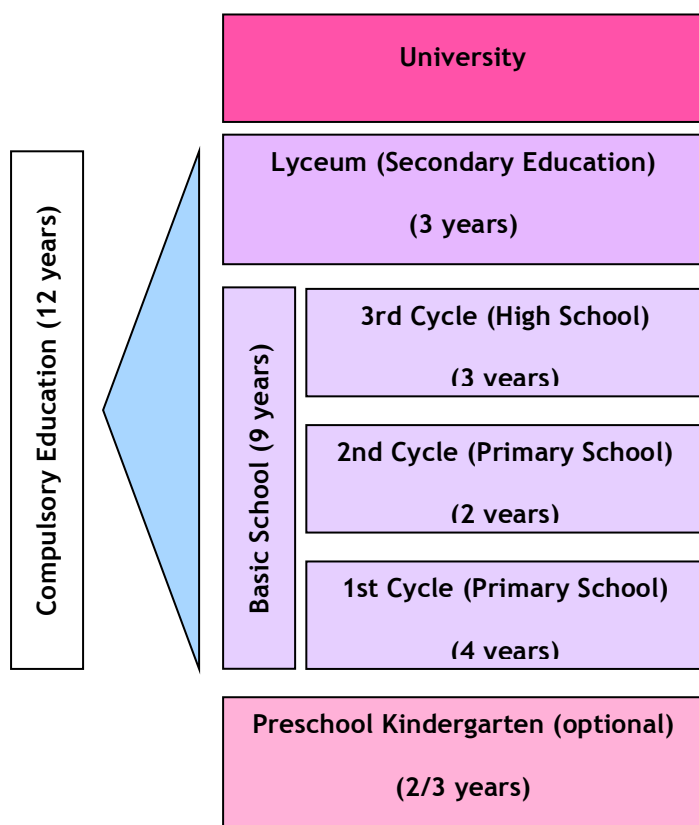 University
Lyceum (Secondary Education)
(3 years)
Compulsory Education (12 years)
Basic School (9 years)
3rd Cycle (High School)
(3 years)
2nd Cycle (Primary School)
(2 years)
1st Cycle (Primary School)
(4 years)
Preschool Kindergarten (optional)
(2/3 years)